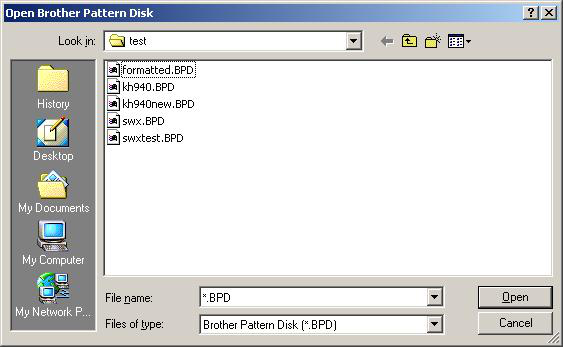 Open Brother Pattern Disk
Look in: test
formatted.BPD
kh940.BPD
kh940new.BPD
swx.BPD
swxtest.BPD
History
Desktop
My Documents
My Computer
My Network P...
File name: *.BPD
Open
Files of type: Brother Pattern Disk (*.BPD)
Cancel